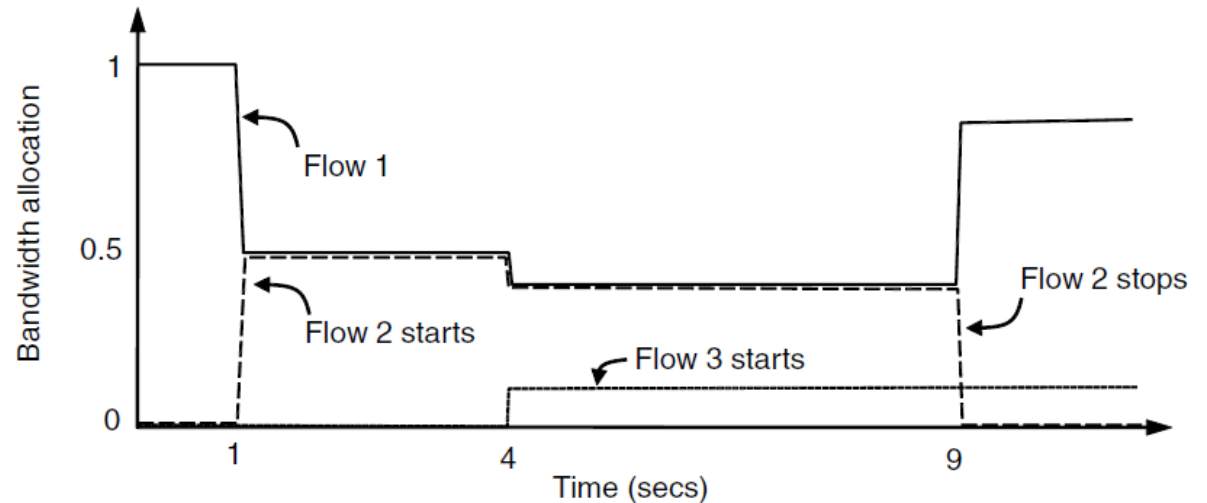 Bandwidth allocation
1
0.5
0
Flow 1
Flow 2 starts
Flow 3 starts
Flow 2 stops
1
4
9
Time (secs)